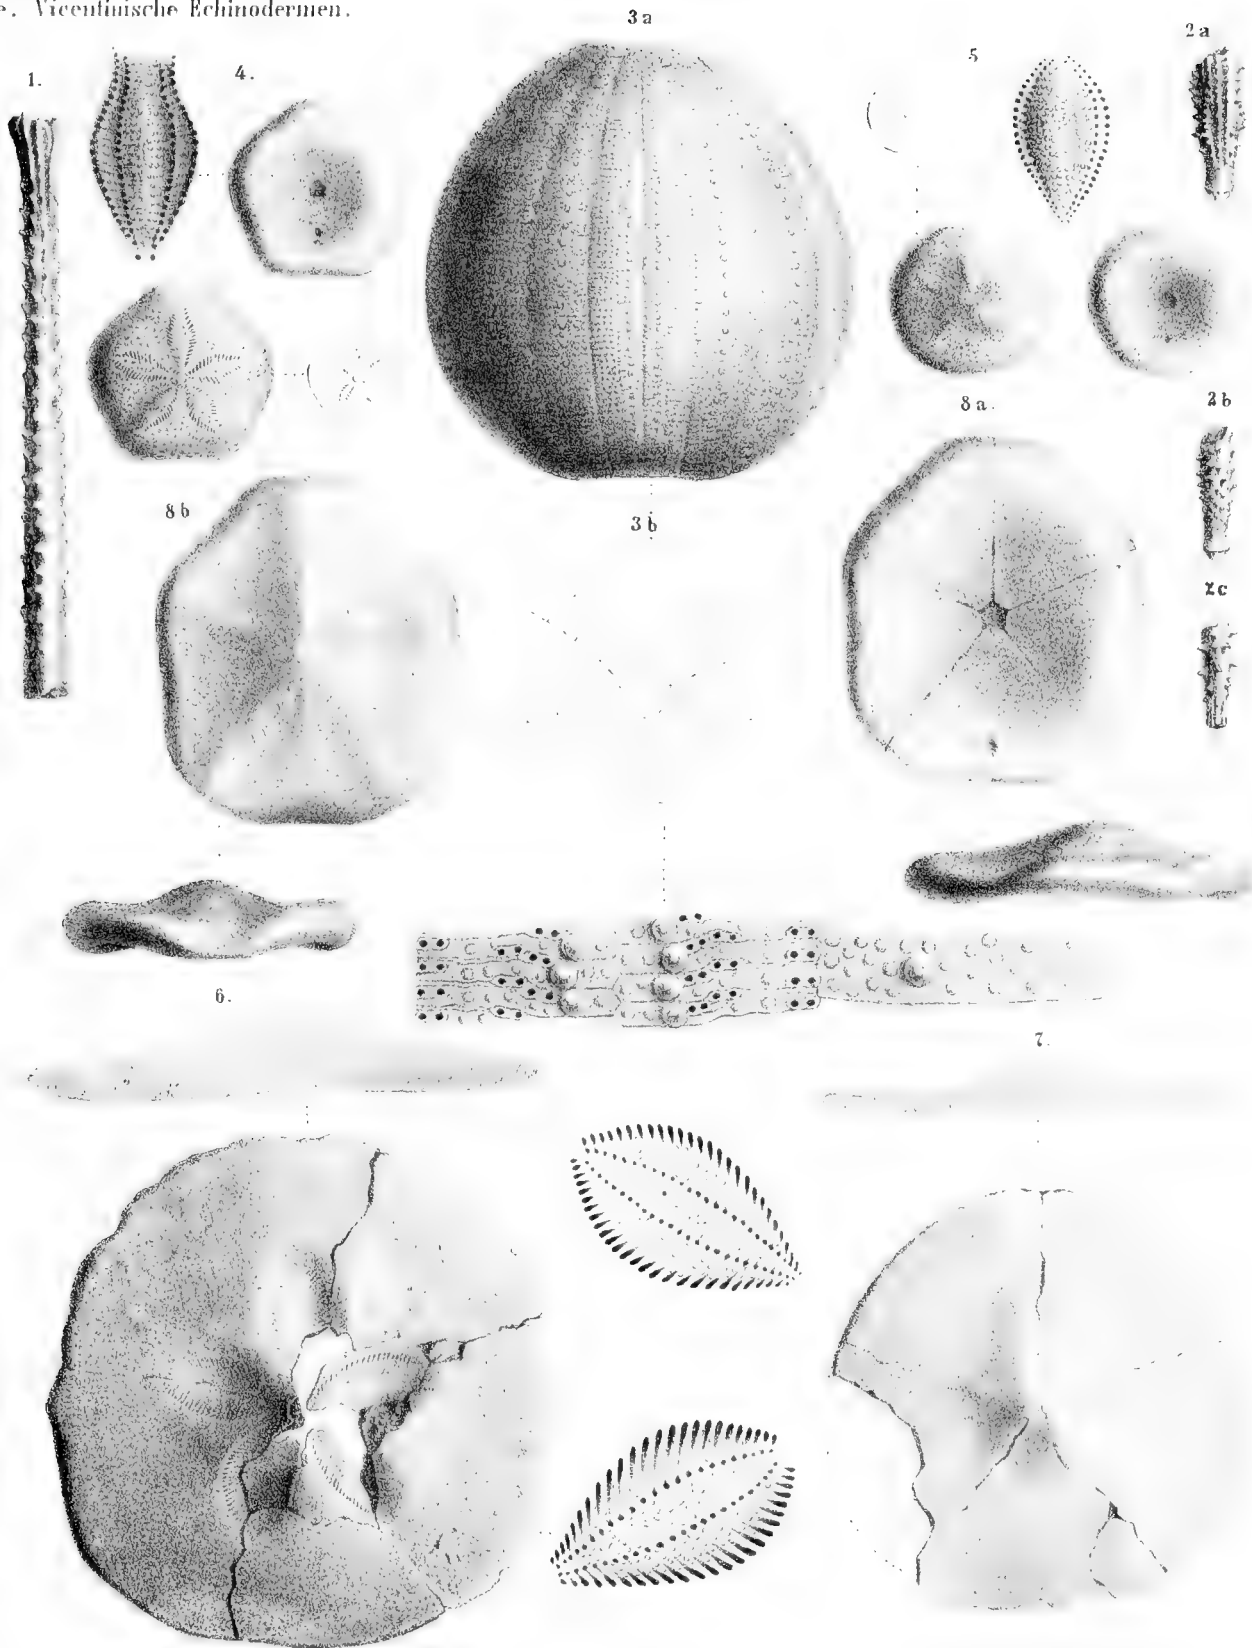 Vicentinische Echinodermen.
3a
2a
5
1.
4.
8a.
2b
8b
3b
2c
6.
7.